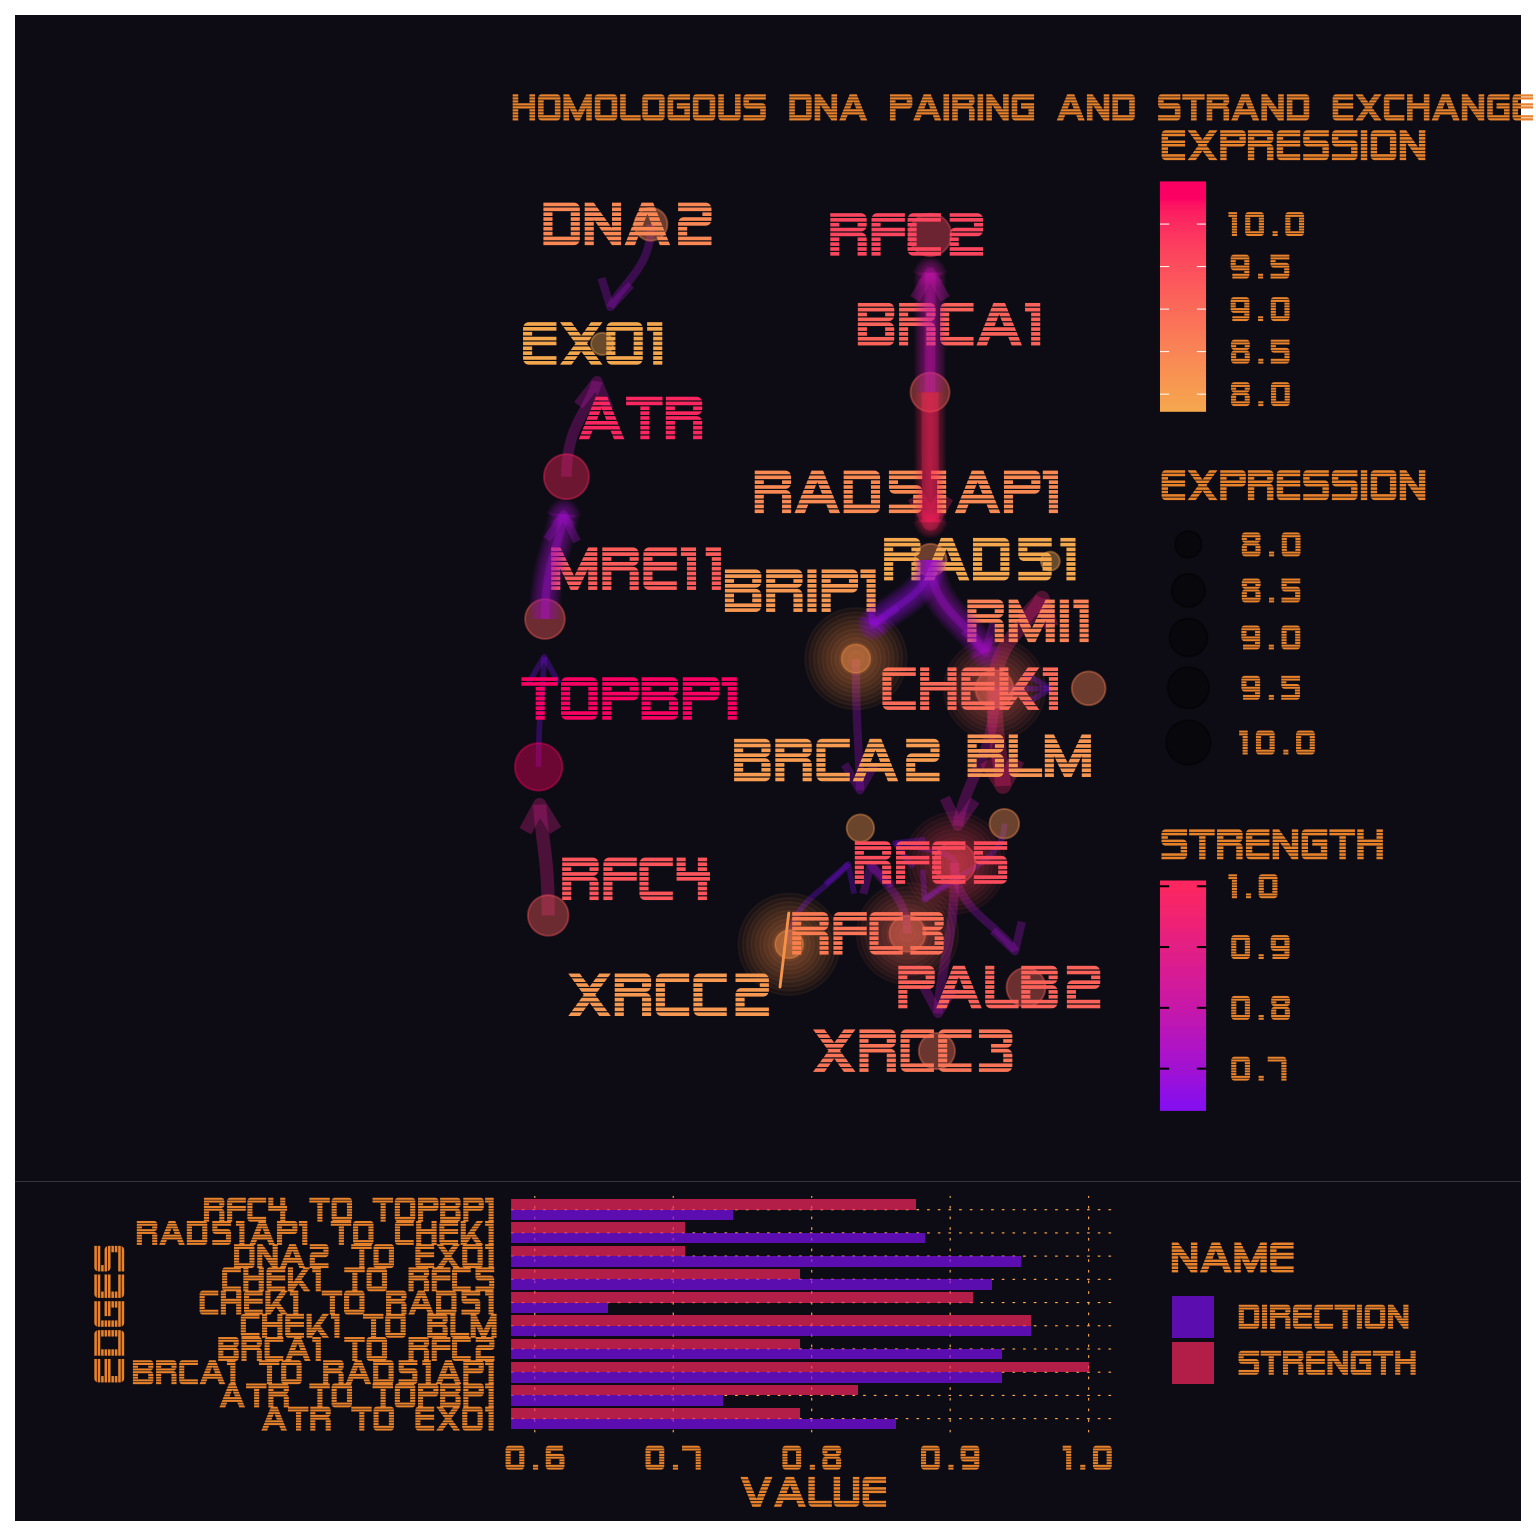 HOMOLOGOUS DNA PAIRING AND STRAND EXCHANGE
EXPRESSION
10.0
9.5
9.0
8.5
8.0
DNA2
RFC2
BRCA1
EXO1
ATR
RAD51AP1
RAD51
MRE11
BRIP1
RMI1
CHEK1
TOPBP1
BRCA2
BLM
RFC5
RFC4
RFC3
PALB2
XRCC2
XRCC3
EXPRESSION
8.0
8.5
9.0
9.5
10.0
STRENGTH
1.0
0.9
0.8
0.7
EDGES
RFC4 TO TOPBP1
RAD51AP1 TO CHEK1
DNA2 TO EXO1
CHEK1 TO RFC5
CHEK1 TO RAD51
CHEK1 TO BLM
BRCA1 TO RFC2
BRCA1 TO RAD51AP1
ATR TO TOPBP1
ATR TO EXO1
0.6 0.7 0.8 0.9 1.0
VALUE
NAME
DIRECTION
STRENGTH